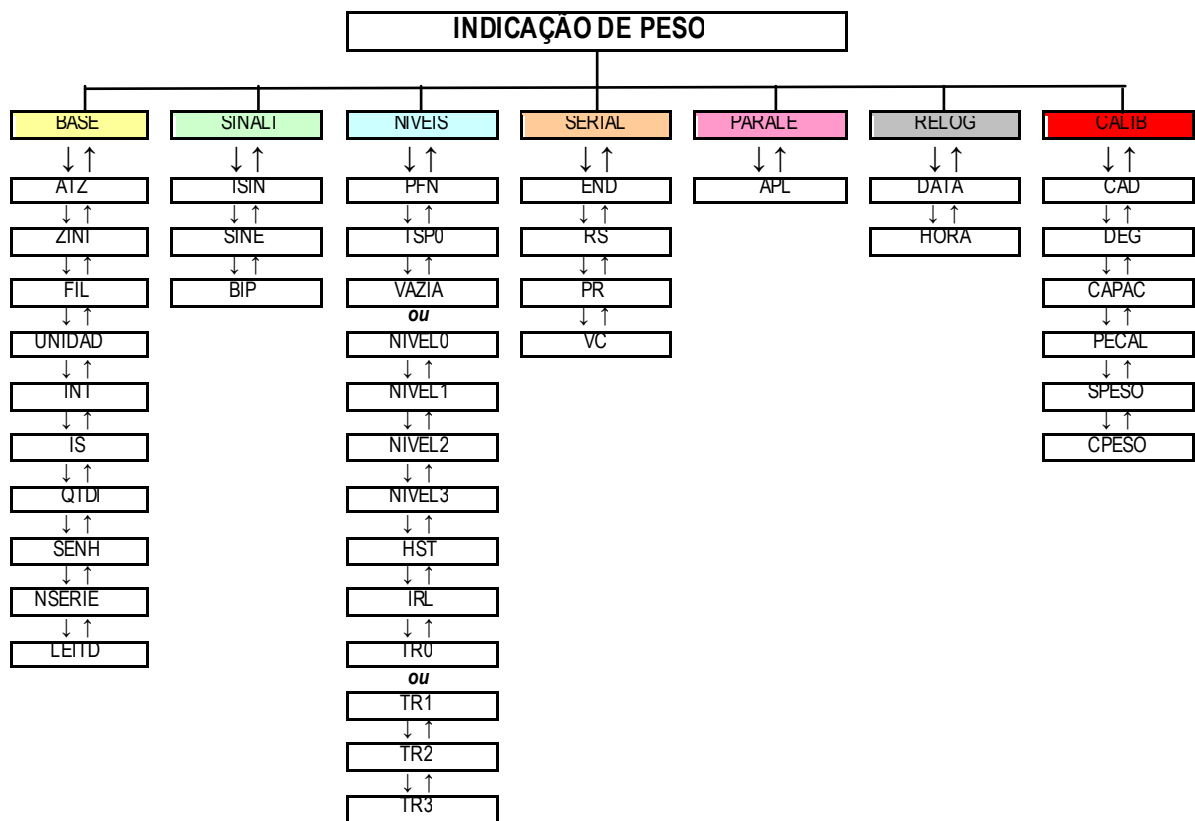 INDICAÇÃO DE PESO
BASE
SINALI
NIVEIS
SERIAL
PARALE
RELOG
CALIB
↓ ↑
↓ ↑
↓ ↑
↓ ↑
↓ ↑
↓ ↑
↓ ↑
ATZ
ISIN
PFN
END
APL
DATA
CAD
↓ ↑
↓ ↑
↓ ↑
↓ ↑
↓ ↑
↓ ↑
ZINI
SINE
TSP0
RS
HORA
DEG
↓ ↑
↓ ↑
↓ ↑
↓ ↑
↓ ↑
FIL
BIP
VAZIA
PR
CAPAC
↓ ↑
ou
↓ ↑
↓ ↑
UNIDAD
NIVEL0
VC
PECAL
↓ ↑
↓ ↑
↓ ↑
INT
NIVEL1
SPESO
↓ ↑
↓ ↑
↓ ↑
IS
NIVEL2
CPESO
↓ ↑
↓ ↑
QTDI
NIVEL3
↓ ↑
↓ ↑
SENH
HST
↓ ↑
↓ ↑
NSERIE
IRL
↓ ↑
↓ ↑
LEITD
TR0
ou
TR1
↓ ↑
TR2
↓ ↑
TR3